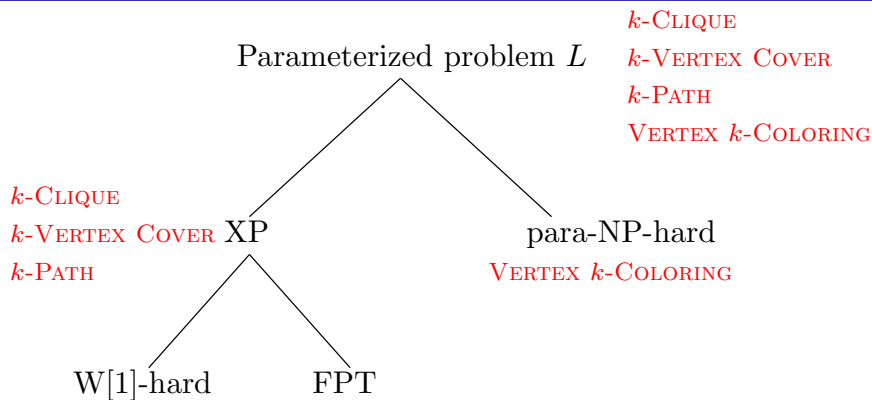 k-CLIQUE
Parameterized problem L
k-VERTEX COVER
k-PATH
VERTEX k-COLORING
k-CLIQUE
k-VERTEX COVER XP
k-PATH
para-NP-hard
VERTEX k-COLORING
W[1]-hard
FPT